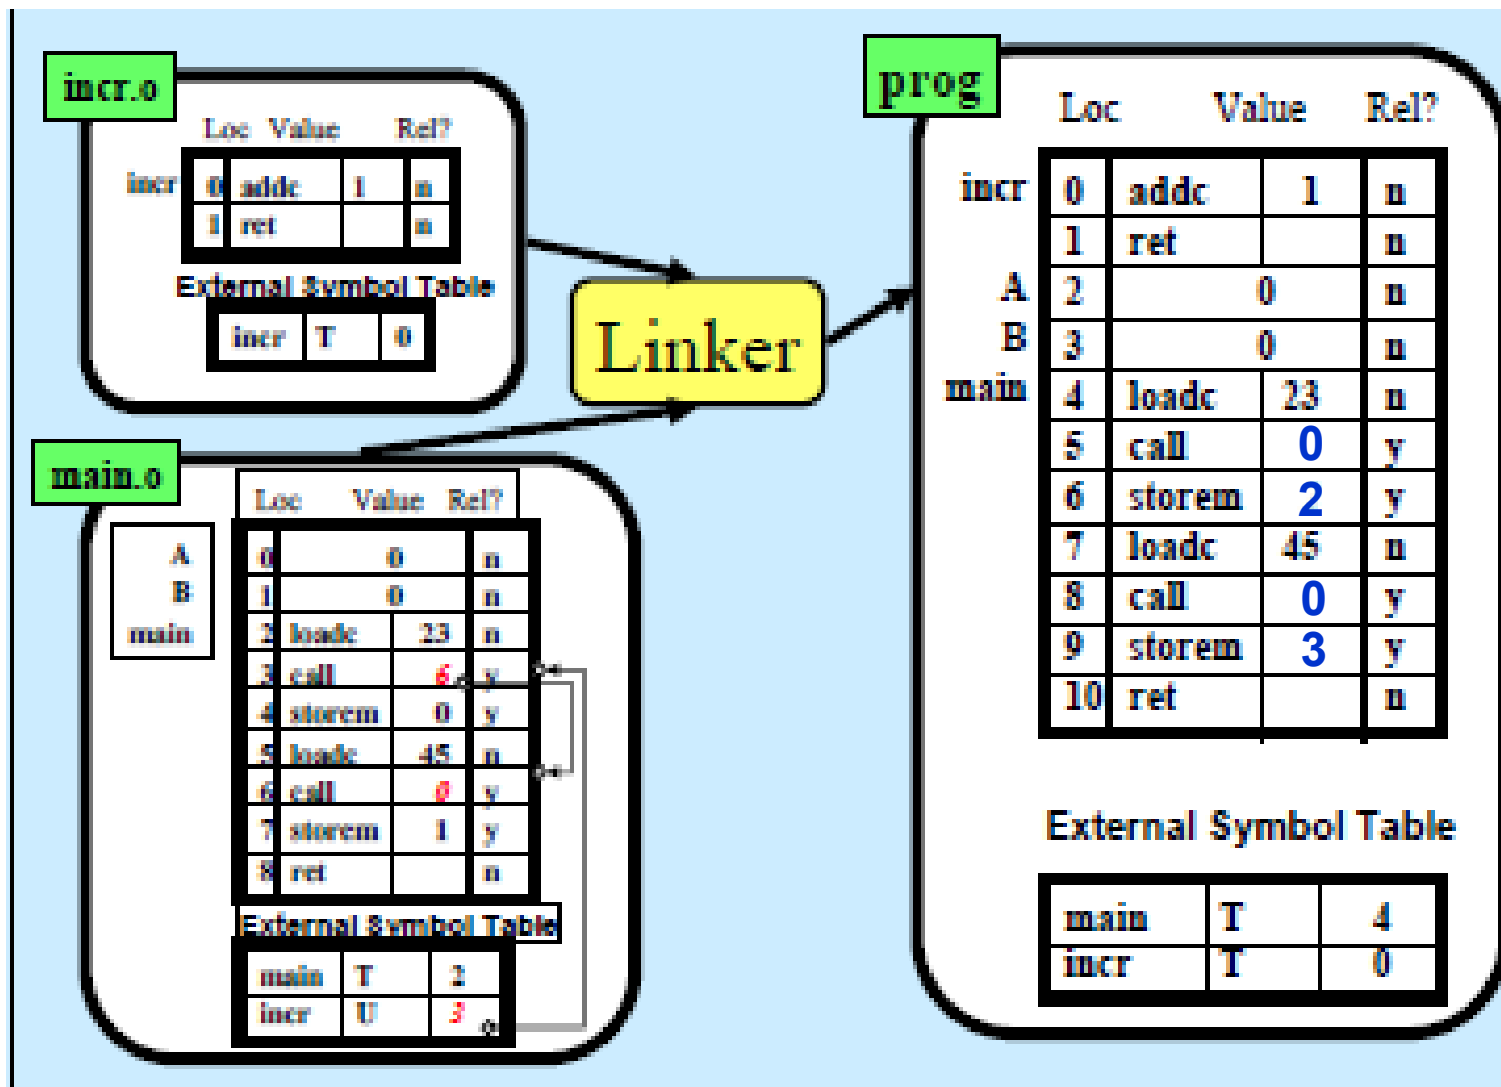 incr.o
Loc Value Rel?
incr 0 addc 1 n
1 ret n
External Symbol Table
incr T 0
Linker
main.o
Loc Value Rel?
A 0 0 n
B 1 0 n
main 2 loadc 23 n
3 call 6 y
4 storem 0 y
5 loadc 45 n
6 call 0 y
7 storem 1 y
8 ret n
External Symbol Table
main T 2
incr U 3
prog
Loc Value Rel?
incr 0 addc 1 n
1 ret n
A 2 0 n
B 3 0 n
main 4 loadc 23 n
5 call 0 y
6 storem 2 y
7 loadc 45 n
8 call 0 y
9 storem 3 y
10 ret n
External Symbol Table
main T 4
incr T 0